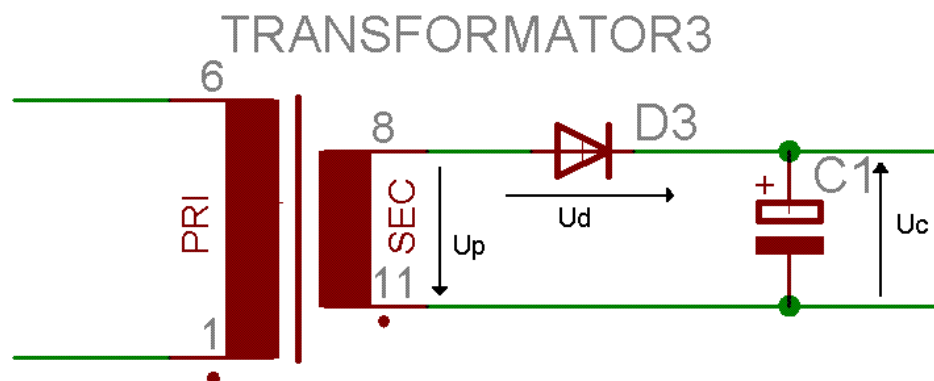 TRANSFORMATOR3
6
8
D3
C1
+
PRI
SEC
Up
Ud
Uc
11
1